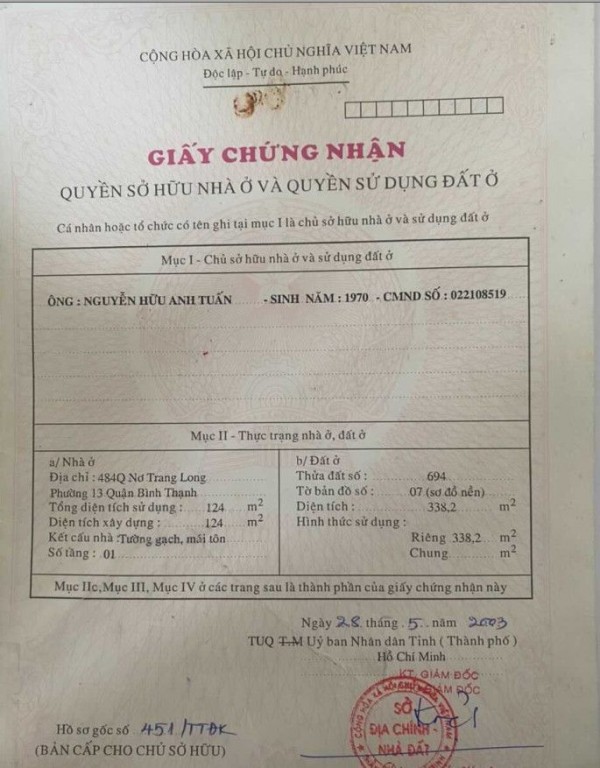 CỘNG HÒA XÃ HỘI CHỦ NGHĨA VIỆT NAM
Độc lập - Tự do - Hạnh phúc
GIẤY CHỨNG NHẬN
QUYỀN SỞ HỮU NHÀ Ở VÀ QUYỀN SỬ DỤNG ĐẤT Ở
Cá nhân hoặc tổ chức có tên ghi tại mục I là chủ sở hữu nhà ở và sử dụng đất ở
Mục I - Chủ sở hữu nhà ở và sử dụng đất ở
ÔNG : NGUYỄN HỮU ANH TUẤN - SINH NĂM : 1970 - CMND SỐ : 022108519
Mục II - Thực trạng nhà ở, đất ở
a/ Nhà ở
Địa chỉ : 484Q Nơ Trang Long
Phường 13 Quận Bình Thạnh
Tổng diện tích sử dụng : 124 m2
Diện tích xây dựng : 124 m2
Kết cấu nhà : Tường gạch, mái tôn
Số tầng : 01
b/ Đất ở
Thửa đất số : 694
Tờ bản đồ số : 07 (sơ đồ nền)
Diện tích : 338,2 m2
Hình thức sử dụng :
Riêng 338,2 m2
Chung m2
Mục IIc, Mục III, Mục IV ở các trang sau là thành phần của giấy chứng nhận này
Ngày 28 tháng 5 năm 2003
TUQ T.M Uỷ ban Nhân dân Tỉnh ( Thành phố )
Hồ Chí Minh
KT. GIÁM ĐỐC
GIÁM ĐỐC
SỞ
ĐỊA CHÍNH -
NHÀ ĐẤT
Hồ sơ gốc số 451/TTĐK
(BẢN CẤP CHO CHỦ SỞ HỮU)